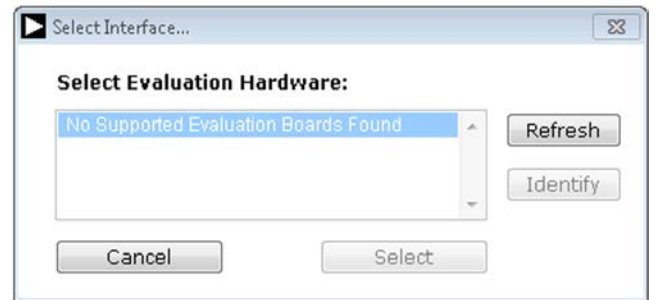 Select Interface...
Select Evaluation Hardware:
No Supported Evaluation Boards Found
Refresh
Identify
Cancel
Select